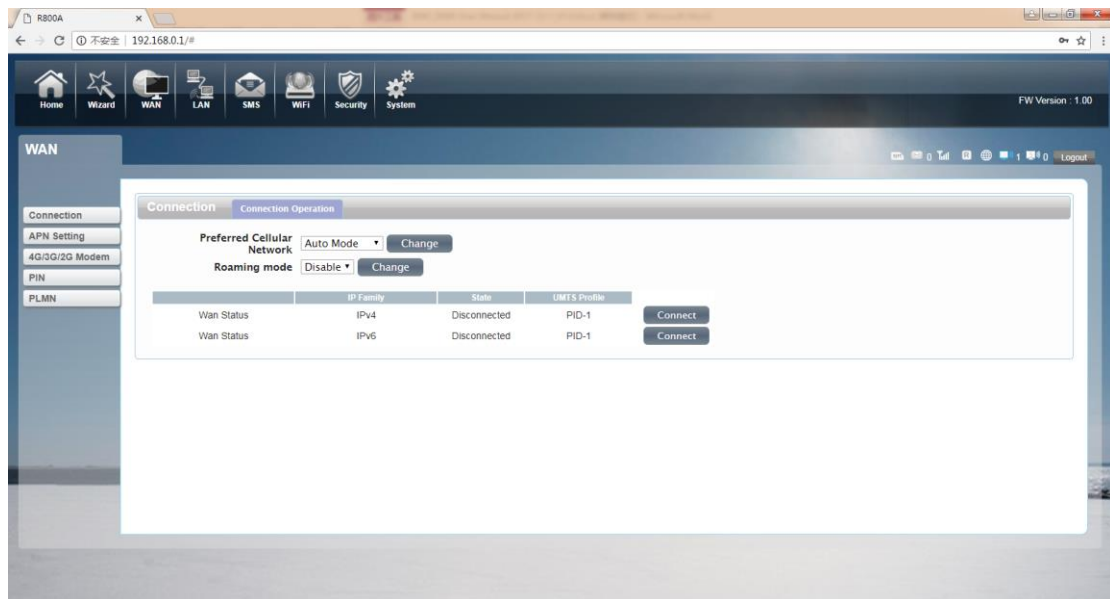 R800A
不安全 | 192.168.0.1/#
Home Wizard WAN LAN SMS WiFi Security System
FW Version : 1.00
WAN
0 1 0 Logout
Connection Connection Operation
Connection
APN Setting
4G/3G/2G Modem
PIN
PLMN
Preferred Cellular Network Auto Mode Change
Roaming mode Disable Change
IP Family State UMTS Profile
Wan Status IPv4 Disconnected PID-1 Connect
Wan Status IPv6 Disconnected PID-1 Connect